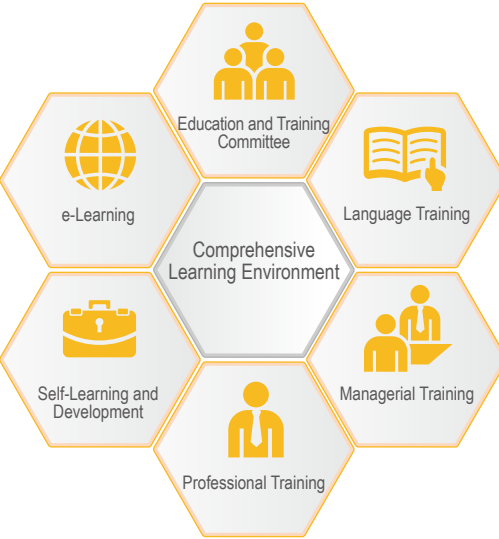 Education and Training
Committee
e-Learning
Language Training
Comprehensive
Learning Environment
Self-Learning and
Development
Managerial Training
Professional Training